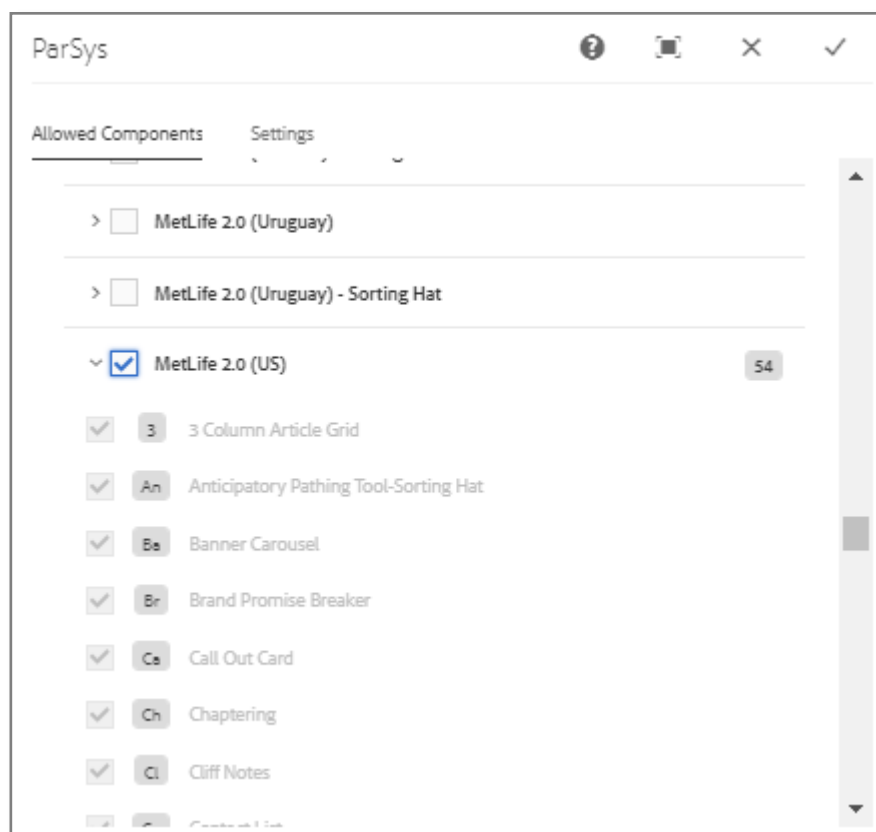 ParSys
Allowed Components Settings
MetLife 2.0 (Uruguay)
MetLife 2.0 (Uruguay) - Sorting Hat
MetLife 2.0 (US) 54
3 3 Column Article Grid
An Anticipatory Pathing Tool-Sorting Hat
Ba Banner Carousel
Br Brand Promise Breaker
Ca Call Out Card
Ch Chaptering
Cl Cliff Notes
Contact List